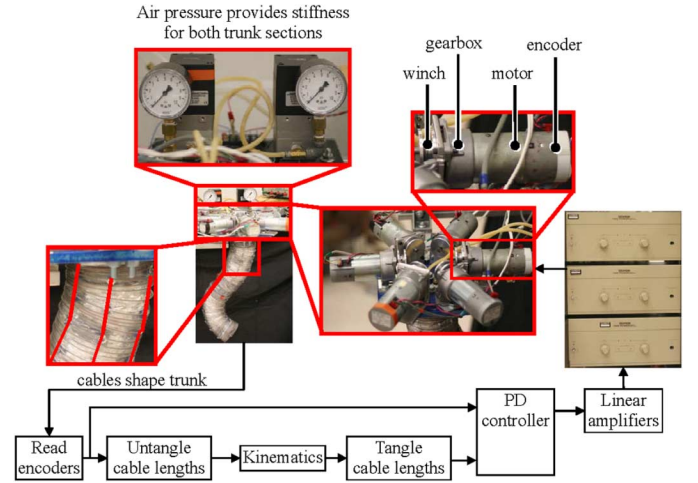 Air pressure provides stiffness
for both trunk sections
gearbox
encoder
winch
motor
cables shape trunk
Read
encoders
Untangle
cable lengths
Kinematics
Tangle
cable lengths
PD
controller
Linear
amplifiers